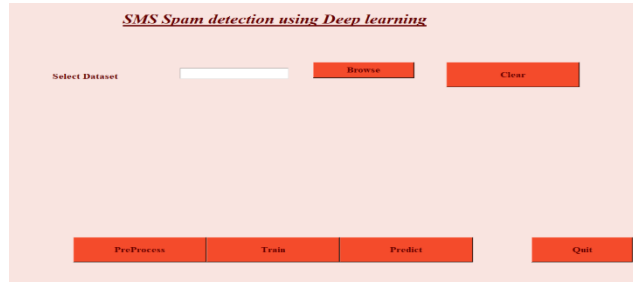 SMS Spam detection using Deep learning
Select Dataset Browse Clear
PreProcess Train Predict Quit